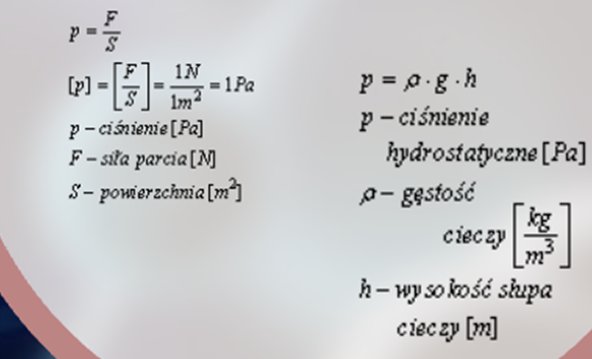 p = F/S
[p] = [F/S] = 1N/1m² = 1Pa
p – ciśnienie [Pa]
F – siła parcia [N]
S – powierzchnia [m²]
p = ρ · g · h
p – ciśnienie
hydrostatyczne [Pa]
ρ – gęstość
cieczy [kg/m³]
h – wysokość słupa
cieczy [m]